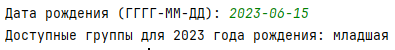 Дата рождения (ГГГГ-ММ-ДД): 2023-06-15
Доступные группы для 2023 года рождения: младшая